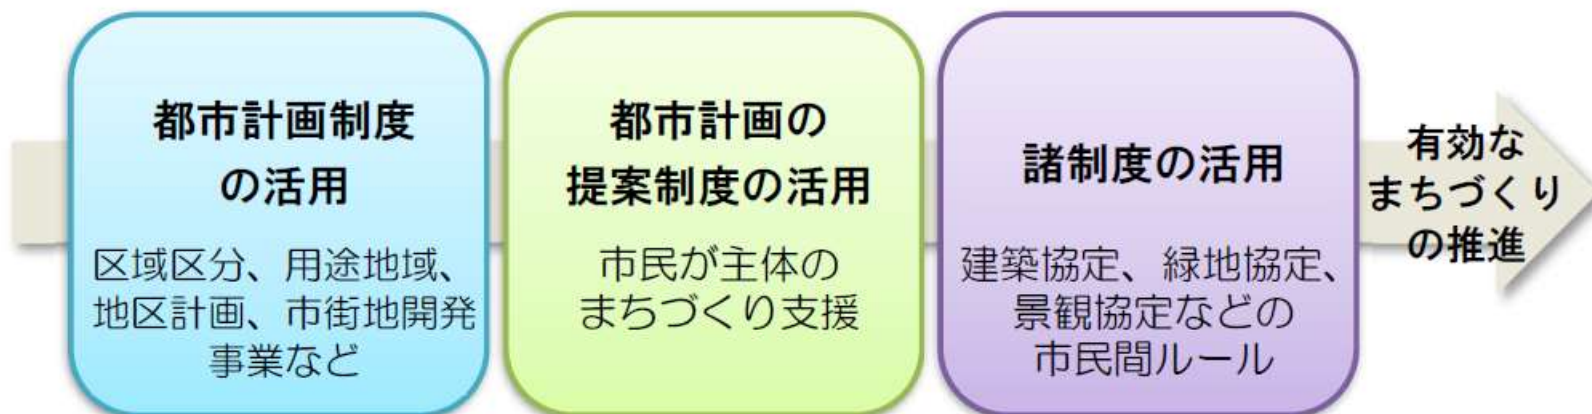 都市計画制度
の活用
区域区分、用途地域、
地区計画、市街地開発
事業など
都市計画の
提案制度の活用
市民が主体の
まちづくり支援
諸制度の活用
建築協定、緑地協定、
景観協定などの
市民間ルール
有効な
まちづくり
の推進